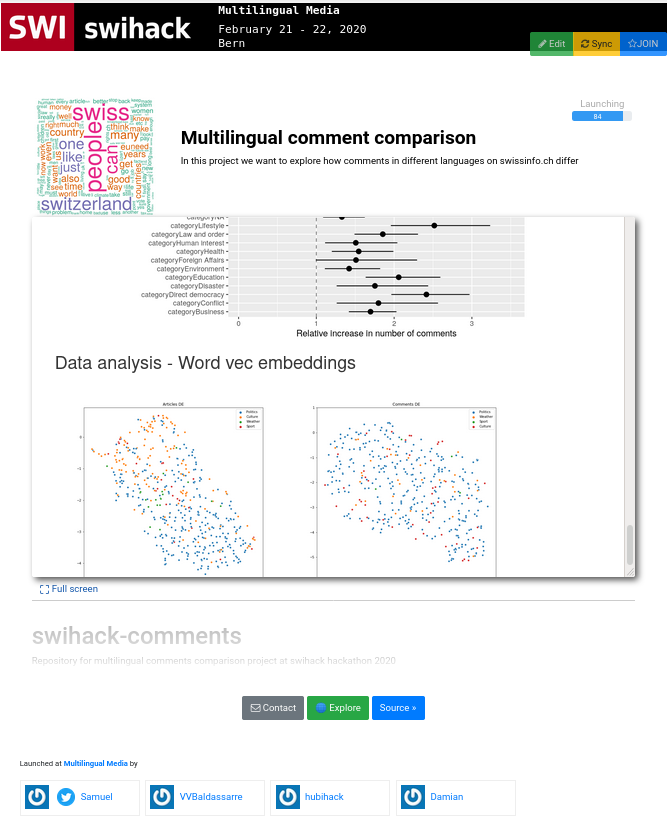 SWI swihack
Multilingual Media
February 21 - 22, 2020
Bern
Edit
Sync
JOIN
Launching
84
Multilingual comment comparison
In this project we want to explore how comments in different languages on swissinfo.ch differ
swiss
people
can
many
country
money
one
like
just
also
time
world
think
make
years
get
good
way
switzerland
categoryNA
categoryLifestyle
categoryLaw and order
categoryHuman interest
categoryHealth
categoryForeign Affairs
categoryEnvironment
categoryEducation
categoryDisaster
categoryDirect democracy
categoryConflict
categoryBusiness
0 1 2 3
Relative increase in number of comments
Data analysis - Word vec embeddings
Articles DE
Politics
Culture
Weather
Sport
Comments DE
Politics
Weather
Sport
Culture
Full screen
swihack-comments
Repository for multilingual comments comparison project at swihack hackathon 2020
Contact
Explore
Source »
Launched at Multilingual Media by
Samuel
VVBaldassarre
hubihack
Damian